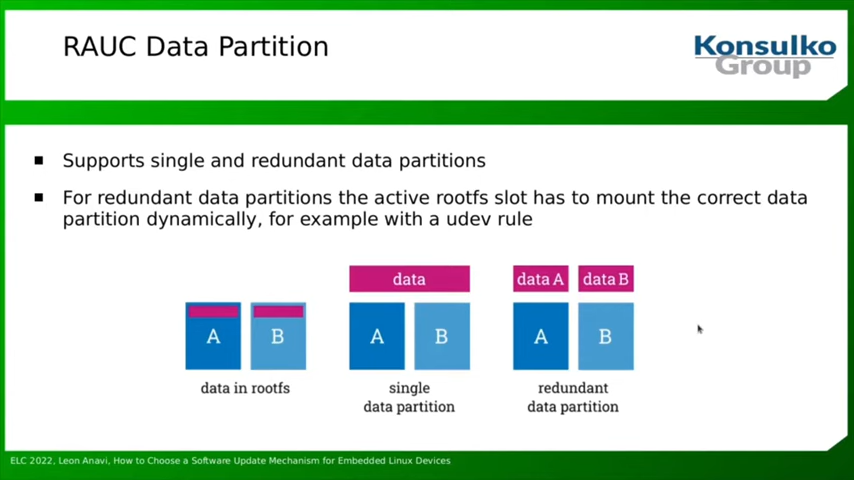 RAUC Data Partition
Konsulko
Group
Supports single and redundant data partitions
For redundant data partitions the active rootfs slot has to mount the correct data
partition dynamically, for example with a udev rule
data
data A
data B
A
B
A
B
A
B
data in rootfs
single
data partition
redundant
data partition
ELC 2022, Leon Anavi, How to Choose a Software Update Mechanism for Embedded Linux Devices